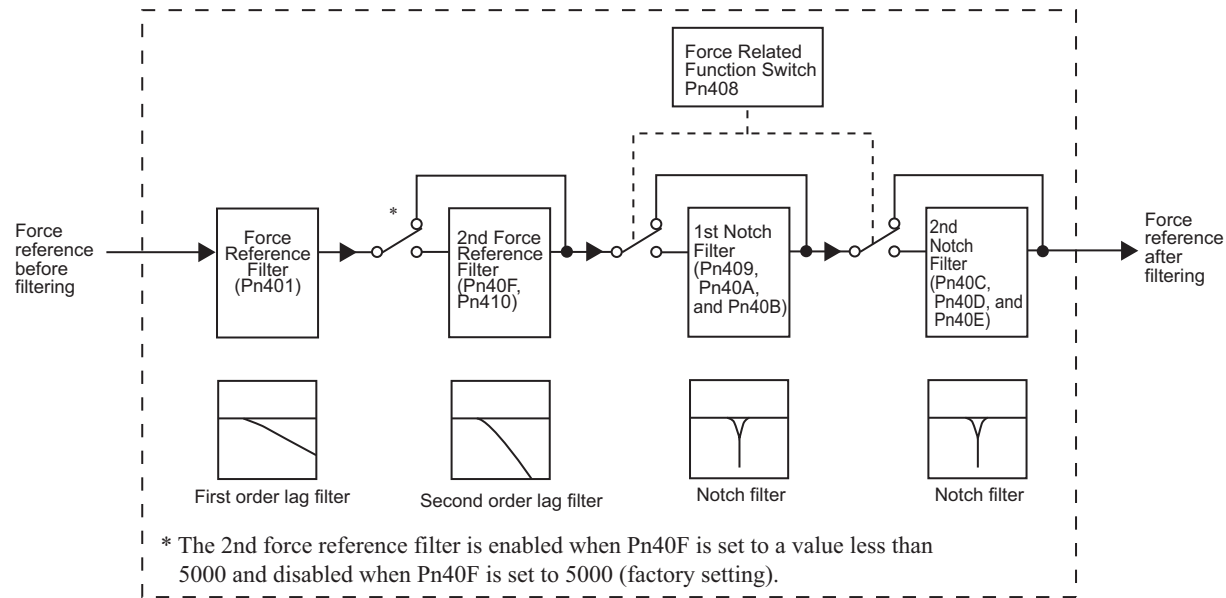 Force Related
Function Switch
Pn408
Force
reference
before
filtering
Force
Reference
Filter
(Pn401)
*
2nd Force
Reference
Filter
(Pn40F,
Pn410)
1st Notch
Filter
(Pn409,
Pn40A,
and Pn40B)
2nd
Notch
Filter
(Pn40C,
Pn40D, and
Pn40E)
Force
reference
after
filtering
First order lag filter
Second order lag filter
Notch filter
Notch filter
* The 2nd force reference filter is enabled when Pn40F is set to a value less than
5000 and disabled when Pn40F is set to 5000 (factory setting).